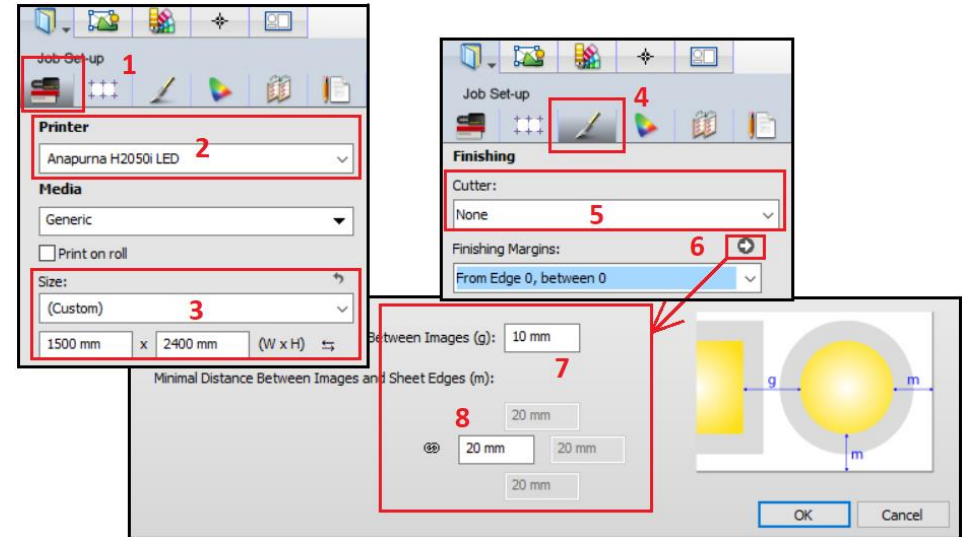 Job Set-up
1
Printer
Anapurna H2050i LED
2
Media
Generic
Print on roll
Size:
(Custom)
3
1500 mm x 2400 mm (W x H)
Job Set-up
4
Finishing
Cutter:
None
5
Finishing Margins:
6
From Edge 0, between 0
Between Images (g): 10 mm
7
Minimal Distance Between Images and Sheet Edges (m):
8
20 mm
20 mm 20 mm
20 mm
g
m
m
OK Cancel